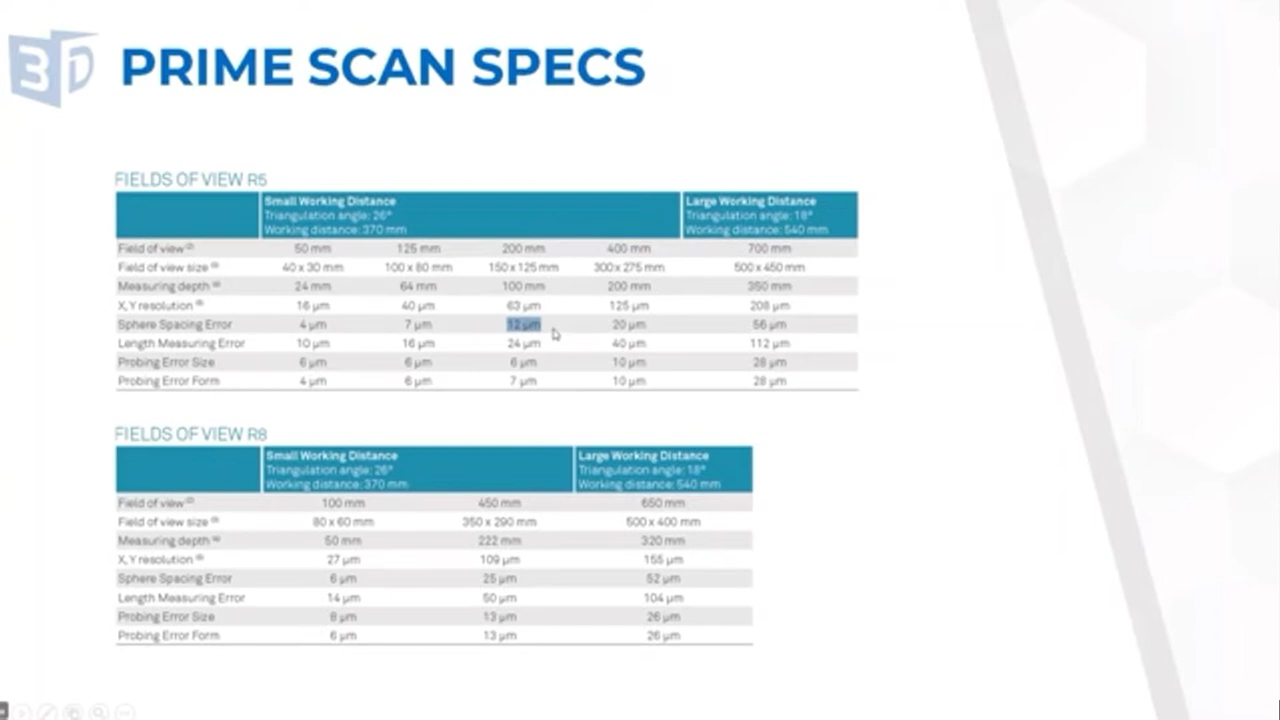 3D
PRIME SCAN SPECS
FIELDS OF VIEW R5
Small Working Distance
Triangulation angle: 26°
Working distance: 370 mm
Large Working Distance
Triangulation angle: 18°
Working distance: 540 mm
Field of view 50 mm 125 mm 200 mm 400 mm 700 mm
Field of view size 40 x 30 mm 100 x 80 mm 150 x 125 mm 300 x 275 mm 500 x 450 mm
Measuring depth 24 mm 64 mm 100 mm 200 mm 350 mm
X, Y resolution 16 µm 40 µm 63 µm 125 µm 208 µm
Sphere Spacing Error 4 µm 7 µm 12 µm 20 µm 56 µm
Length Measuring Error 10 µm 16 µm 24 µm 40 µm 112 µm
Probing Error Size 6 µm 6 µm 6 µm 10 µm 28 µm
Probing Error Form 4 µm 6 µm 7 µm 10 µm 28 µm
FIELDS OF VIEW R8
Small Working Distance
Triangulation angle: 26°
Working distance: 370 mm
Large Working Distance
Triangulation angle: 18°
Working distance: 540 mm
Field of view 100 mm 450 mm 650 mm
Field of view size 80 x 60 mm 350 x 290 mm 500 x 400 mm
Measuring depth 50 mm 222 mm 320 mm
X, Y resolution 27 µm 109 µm 155 µm
Sphere Spacing Error 6 µm 25 µm 52 µm
Length Measuring Error 14 µm 50 µm 104 µm
Probing Error Size 8 µm 13 µm 26 µm
Probing Error Form 6 µm 13 µm 26 µm